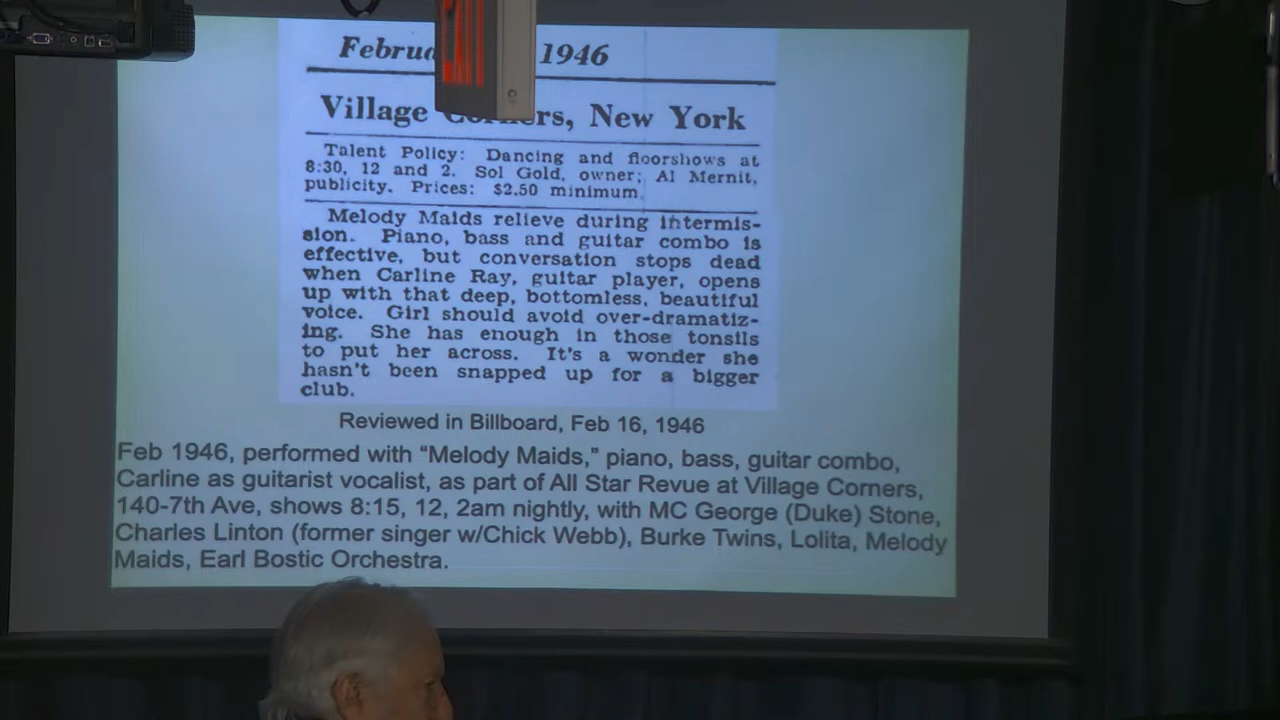 1946
Village New York
Talent Policy: Dancing and floorshows at
8:30, 12 and 2. Sol Gold, owner; Al Mernit,
publicity. Prices: $2.50 minimum.
Melody Maids relieve during intermis-
sion. Piano, bass and guitar combo is
effective, but conversation stops dead
when Carline Ray, guitar player, opens
up with that deep, bottomless, beautiful
voice. Girl should avoid over-dramatiz-
ing. She has enough in those tonsils
to put her across. It's a wonder she
hasn't been snapped up for a bigger
club.
Reviewed in Billboard, Feb 16, 1946
Feb 1946, performed with “Melody Maids,” piano, bass, guitar combo,
Carline as guitarist vocalist, as part of All Star Revue at Village Corners,
140-7th Ave, shows 8:15, 12, 2am nightly, with MC George (Duke) Stone,
Charles Linton (former singer w/Chick Webb), Burke Twins, Lolita, Melody
Maids, Earl Bostic Orchestra.